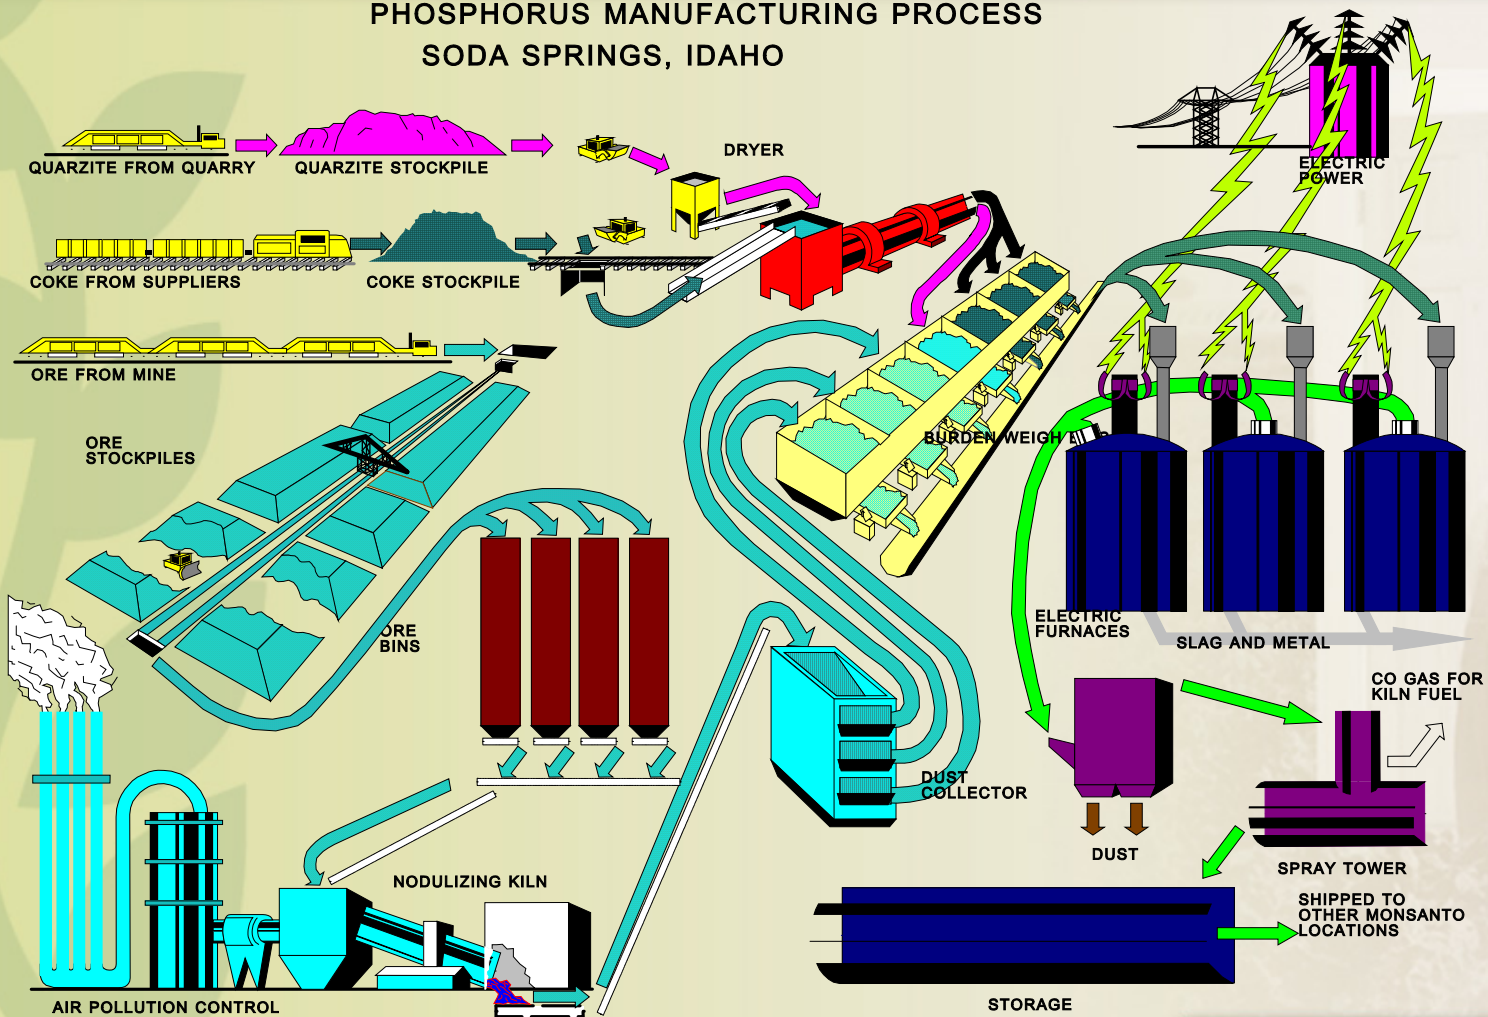 PHOSPHORUS MANUFACTURING PROCESS
SODA SPRINGS, IDAHO
DRYER
ELECTRIC
POWER
QUARZITE FROM QUARRY
QUARZITE STOCKPILE
COKE FROM SUPPLIERS
COKE STOCKPILE
ORE FROM MINE
ORE
STOCKPILES
BURDEN WEIGH
ORE
BINS
ELECTRIC
FURNACES
SLAG AND METAL
CO GAS FOR
KILN FUEL
DUST
COLLECTOR
DUST
SPRAY TOWER
NODULIZING KILN
SHIPPED TO
OTHER MONSANTO
LOCATIONS
AIR POLLUTION CONTROL
STORAGE